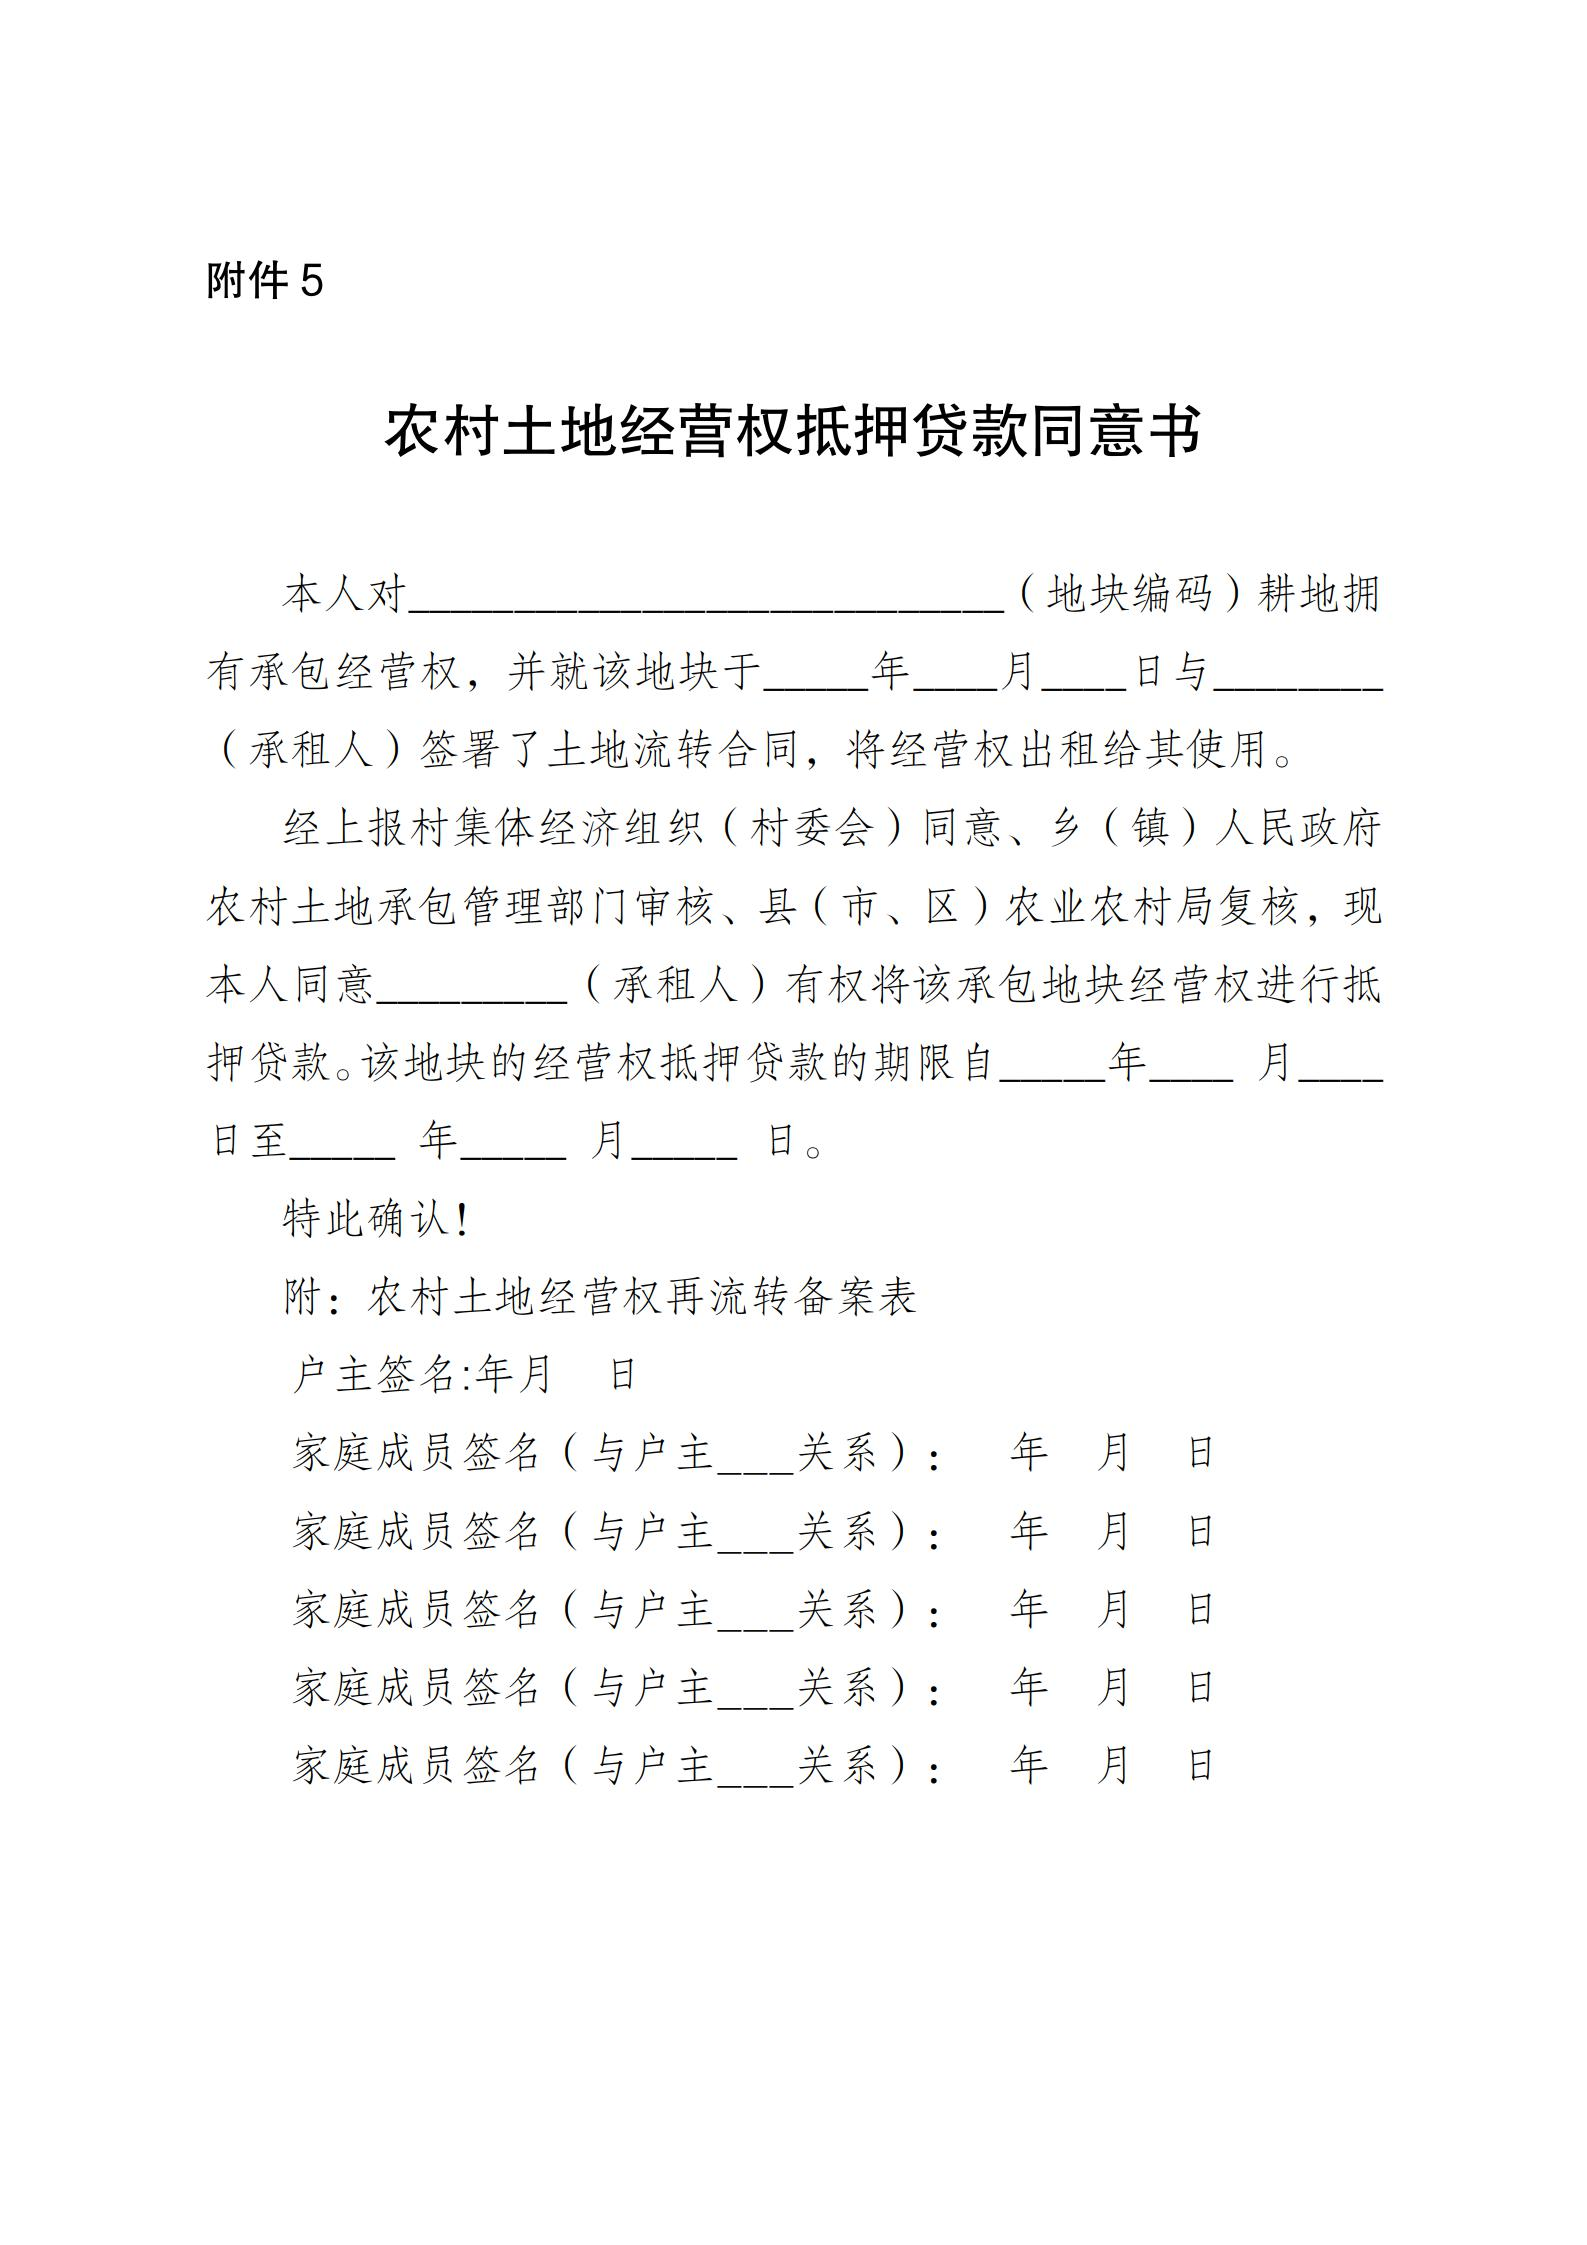 附件 5
农村土地经营权抵押贷款同意书
本人对____________________________（地块编码）耕地拥
有承包经营权，并就该地块于_____年____月____日与________
（承租人）签署了土地流转合同，将经营权出租给其使用。
经上报村集体经济组织（村委会）同意、乡（镇）人民政府
农村土地承包管理部门审核、县（市、区）农业农村局复核，现
本人同意_________（承租人）有权将该承包地块经营权进行抵
押贷款。该地块的经营权抵押贷款的期限自_____年____ 月____
日至_____ 年_____ 月_____ 日。
特此确认！
附：农村土地经营权再流转备案表
户主签名:年月 日
家庭成员签名（与户主___关系）： 年 月 日
家庭成员签名（与户主___关系）： 年 月 日
家庭成员签名（与户主___关系）： 年 月 日
家庭成员签名（与户主___关系）： 年 月 日
家庭成员签名（与户主___关系）： 年 月 日